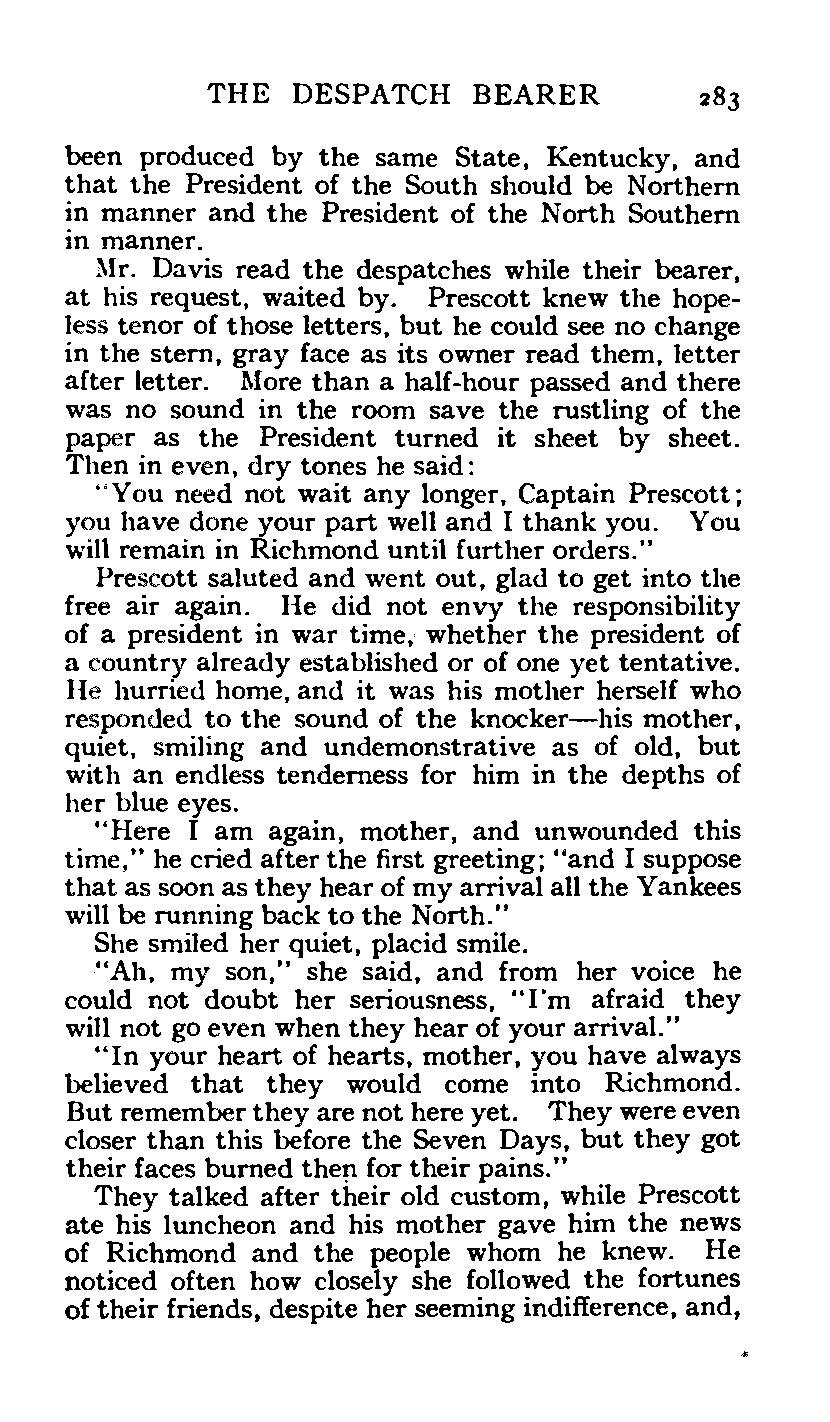 THE DESPATCH BEARER 283
been produced by the same State, Kentucky, and
that the President of the South should be Northern
in manner and the President of the North Southern
in manner.
Mr. Davis read the despatches while their bearer,
at his request, waited by. Prescott knew the hope-
less tenor of those letters, but he could see no change
in the stern, gray face as its owner read them, letter
after letter. More than a half-hour passed and there
was no sound in the room save the rustling of the
paper as the President turned it sheet by sheet.
Then in even, dry tones he said:
"You need not wait any longer, Captain Prescott;
you have done your part well and I thank you. You
will remain in Richmond until further orders."
Prescott saluted and went out, glad to get into the
free air again. He did not envy the responsibility
of a president in war time, whether the president of
a country already established or of one yet tentative.
He hurried home, and it was his mother herself who
responded to the sound of the knocker—his mother,
quiet, smiling and undemonstrative as of old, but
with an endless tenderness for him in the depths of
her blue eyes.
"Here I am again, mother, and unwounded this
time," he cried after the first greeting; "and I suppose
that as soon as they hear of my arrival all the Yankees
will be running back to the North."
She smiled her quiet, placid smile.
"Ah, my son," she said, and from her voice he
could not doubt her seriousness, "I'm afraid they
will not go even when they hear of your arrival."
"In your heart of hearts, mother, you have always
believed that they would come into Richmond.
But remember they are not here yet. They were even
closer than this before the Seven Days, but they got
their faces burned then for their pains."
They talked after their old custom, while Prescott
ate his luncheon and his mother gave him the news
of Richmond and the people whom he knew. He
noticed often how closely she followed the fortunes
of their friends, despite her seeming indifference, and,